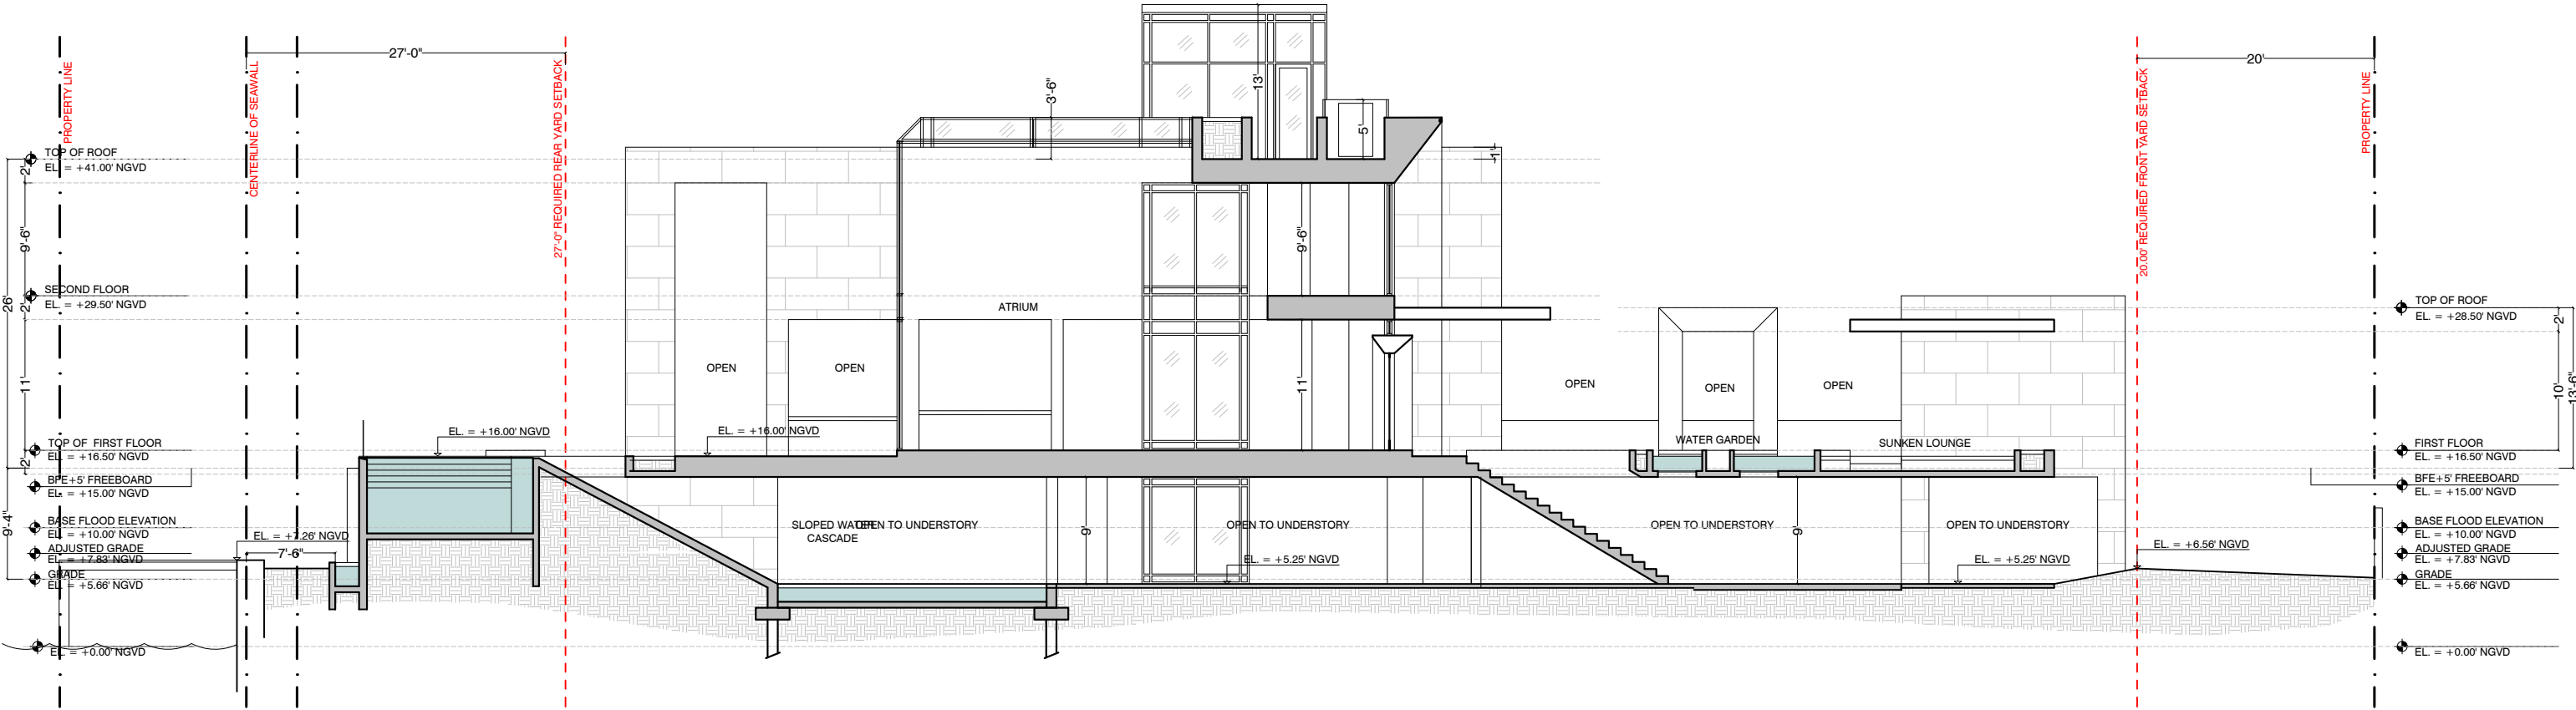 27'-0"
20'
PROPERTY LINE
CENTERLINE OF SEAWALL
27'-0" REQUIRED REAR YARD SETBACK
20.00' REQUIRED FRONT YARD SETBACK
PROPERTY LINE
13'
3'-6"
5'
1'
TOP OF ROOF
EL. = +41.00' NGVD
2'
9'-6"
SECOND FLOOR
EL. = +29.50' NGVD
26'
2'
11'
TOP OF FIRST FLOOR
EL. = +16.50' NGVD
2'
BFE+5' FREEBOARD
EL. = +15.00' NGVD
BASE FLOOD ELEVATION
EL. = +10.00' NGVD
9'-4"
ADJUSTED GRADE
EL. = +7.83' NGVD
GRADE
EL. = +5.66' NGVD
EL. = +0.00' NGVD
EL. = +7.26' NGVD
7'-6"
EL. = +16.00' NGVD
EL. = +16.00' NGVD
OPEN
OPEN
ATRIUM
9'-6"
11'
OPEN
OPEN
OPEN
WATER GARDEN
SUNKEN LOUNGE
SLOPED WATER
CASCADE
OPEN TO UNDERSTORY
9'
OPEN TO UNDERSTORY
EL. = +5.25' NGVD
OPEN TO UNDERSTORY
9'
OPEN TO UNDERSTORY
EL. = +5.25' NGVD
EL. = +6.56' NGVD
TOP OF ROOF
EL. = +28.50' NGVD
2'
10'
13'-6"
FIRST FLOOR
EL. = +16.50' NGVD
BFE+5' FREEBOARD
EL. = +15.00' NGVD
BASE FLOOD ELEVATION
EL. = +10.00' NGVD
ADJUSTED GRADE
EL. = +7.83' NGVD
GRADE
EL. = +5.66' NGVD
EL. = +0.00' NGVD